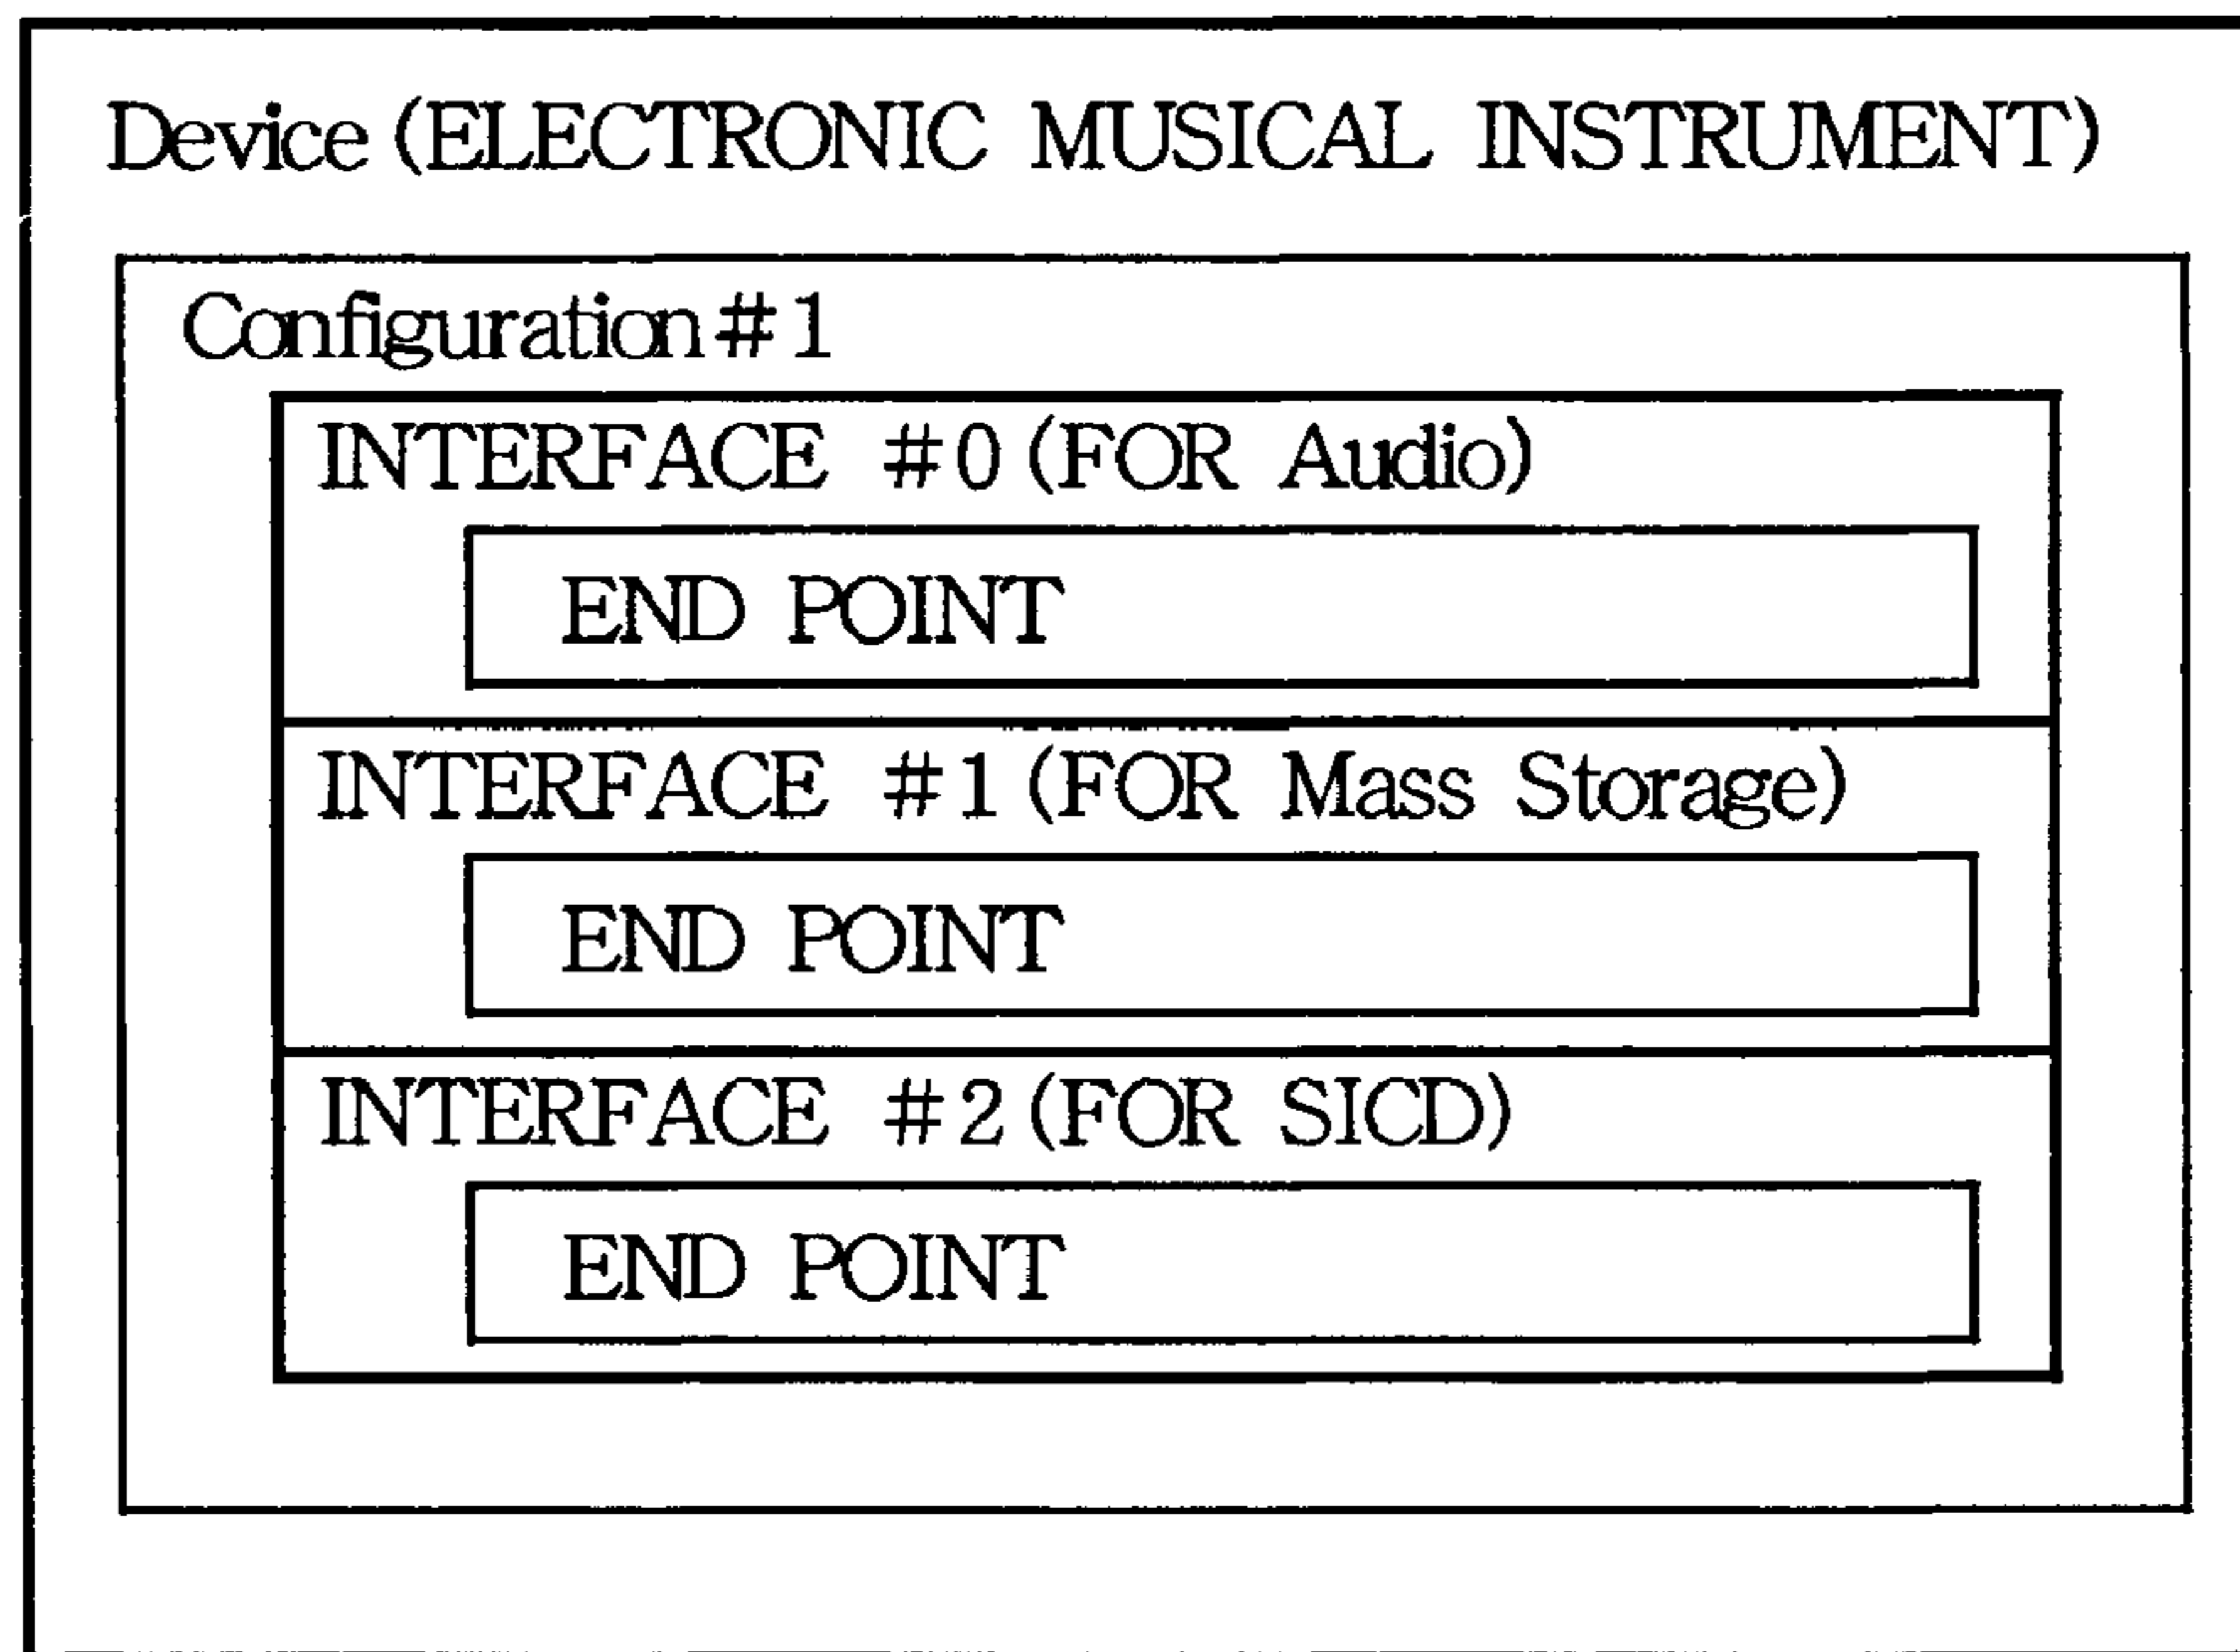 Device (ELECTRONIC MUSICAL INSTRUMENT)
Configuration #1
INTERFACE #0 (FOR Audio)
END POINT
INTERFACE #1 (FOR Mass Storage)
END POINT
INTERFACE #2 (FOR SICD)
END POINT